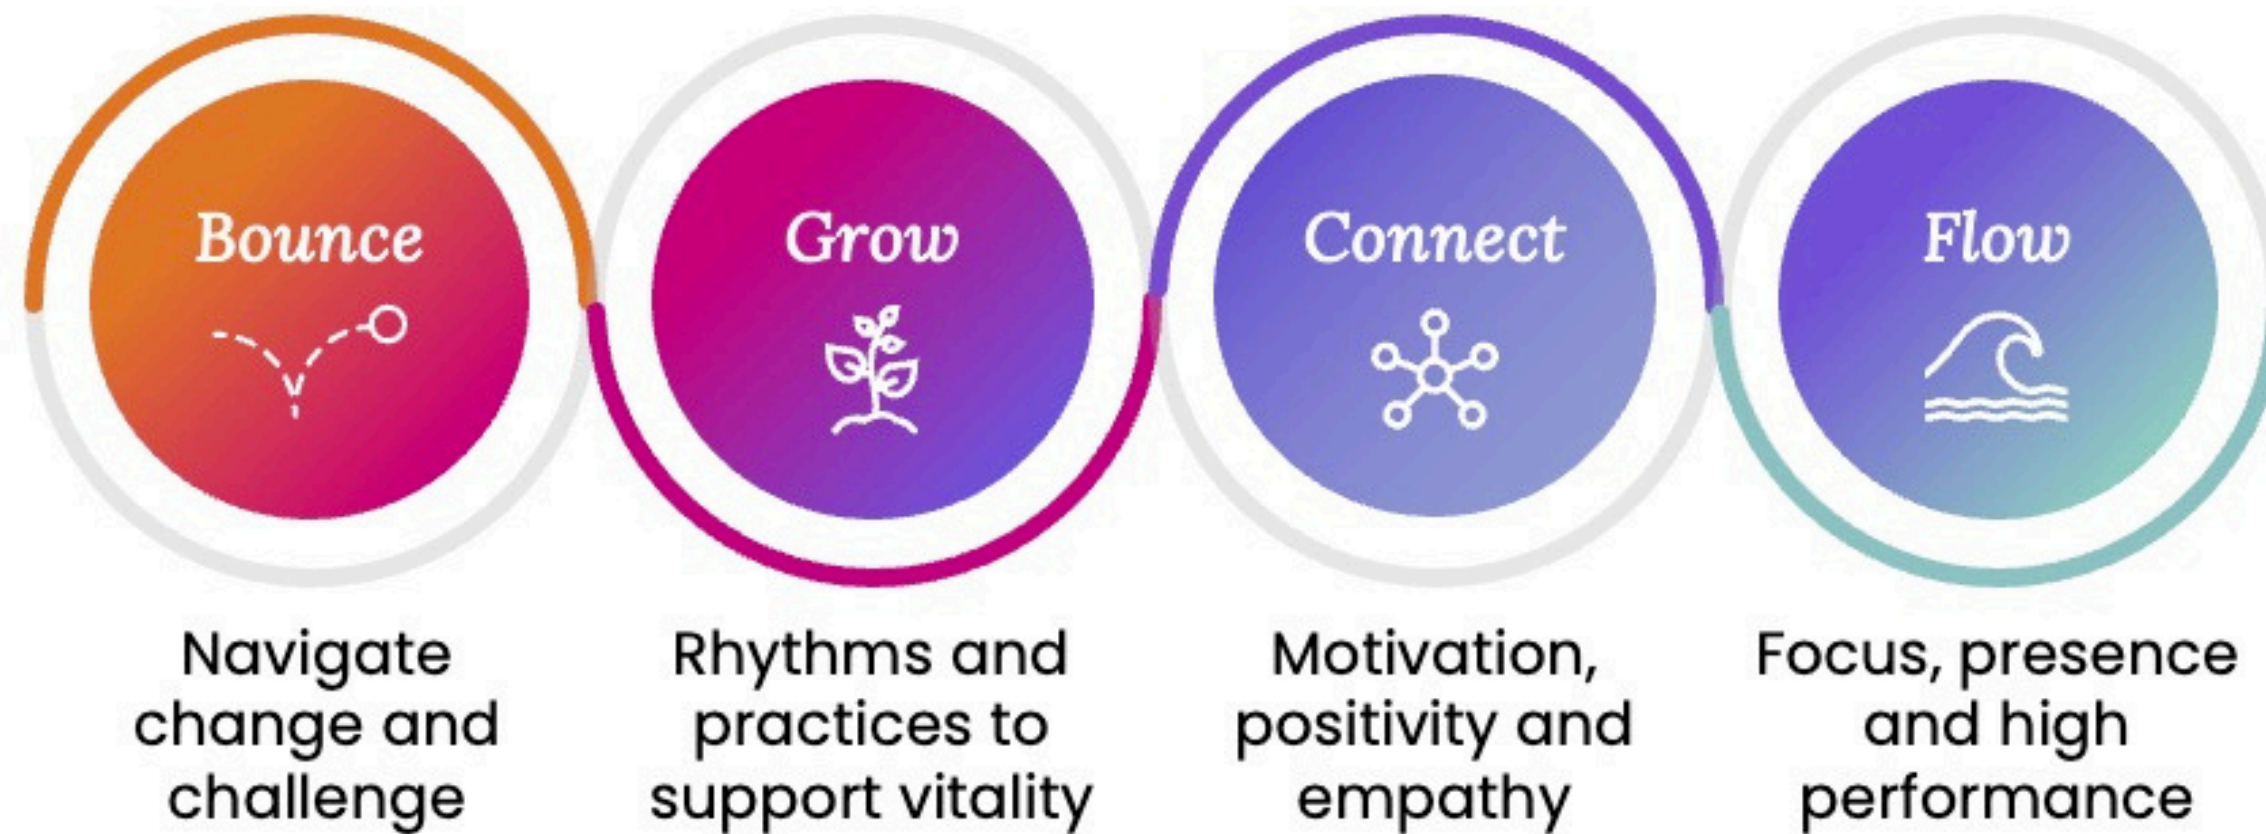 Bounce
Navigate
change and
challenge
Grow
Rhythms and
practices to
support vitality
Connect
Motivation,
positivity and
empathy
Flow
Focus, presence
and high
performance